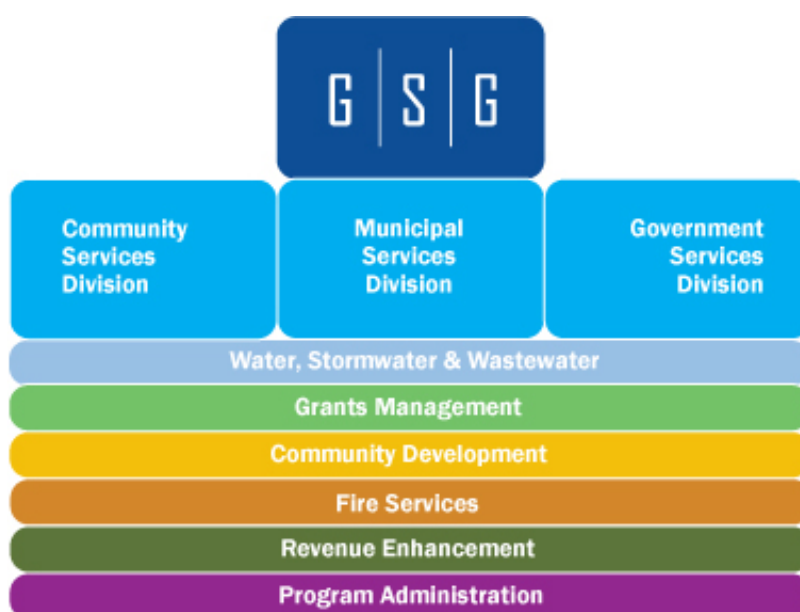 G S G
Community
Services
Division
Municipal
Services
Division
Government
Services
Division
Water, Stormwater & Wastewater
Grants Management
Community Development
Fire Services
Revenue Enhancement
Program Administration